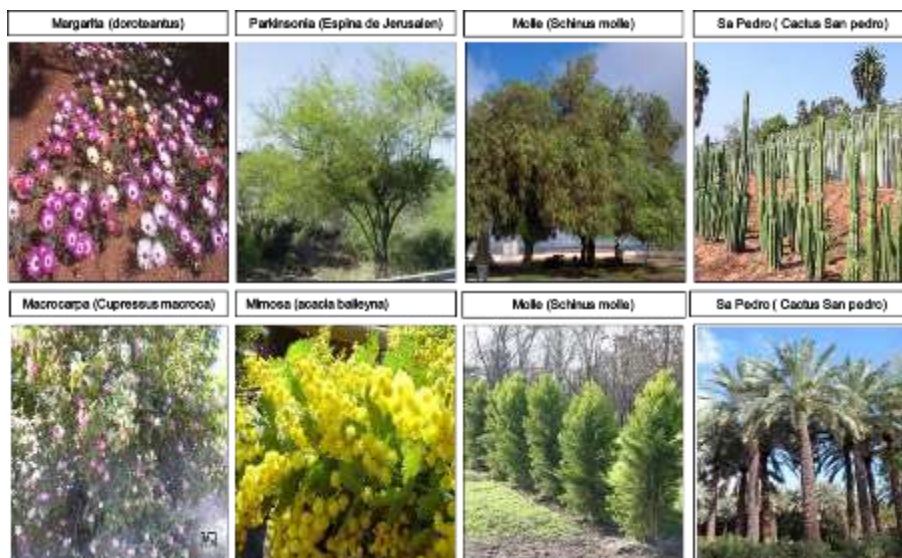 Margarita (doroteantus)
Parkinsonia (Espina de Jerusalen)
Molle (Schinus molle)
Sa Pedro ( Cactus San pedro)
Macrocarpa (Cupressus macroca)
Mimosa (acacia baileyna)
Molle (Schinus molle)
Sa Pedro ( Cactus San pedro)